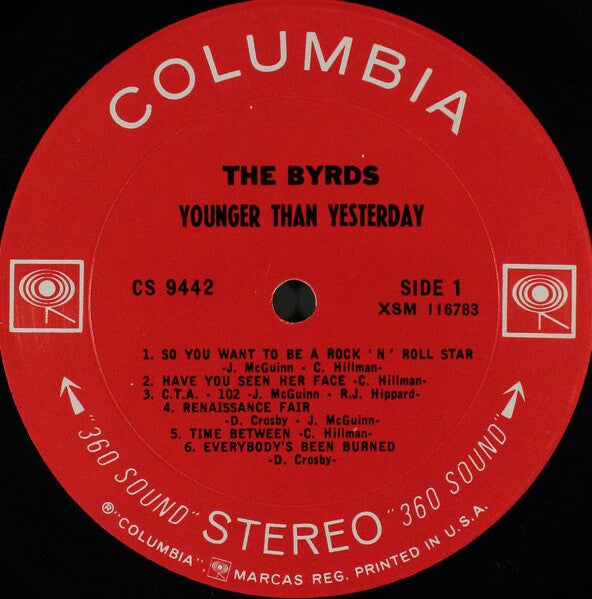 COLUMBIA
THE BYRDS
YOUNGER THAN YESTERDAY
CS 9442
SIDE 1
XSM 116783
1. SO YOU WANT TO BE A ROCK 'N' ROLL STAR
-J. McGuinn - C. Hillman-
2. HAVE YOU SEEN HER FACE -C. Hillman-
3. C.T.A. - 102 -J. McGuinn - R.J. Hippard-
4. RENAISSANCE FAIR
-D. Crosby - J. McGuinn-
5. TIME BETWEEN -C. Hillman-
6. EVERYBODY'S BEEN BURNED
-D. Crosby-
"360 SOUND" STEREO "360 SOUND"
®"COLUMBIA", MARCAS REG. PRINTED IN U.S.A.